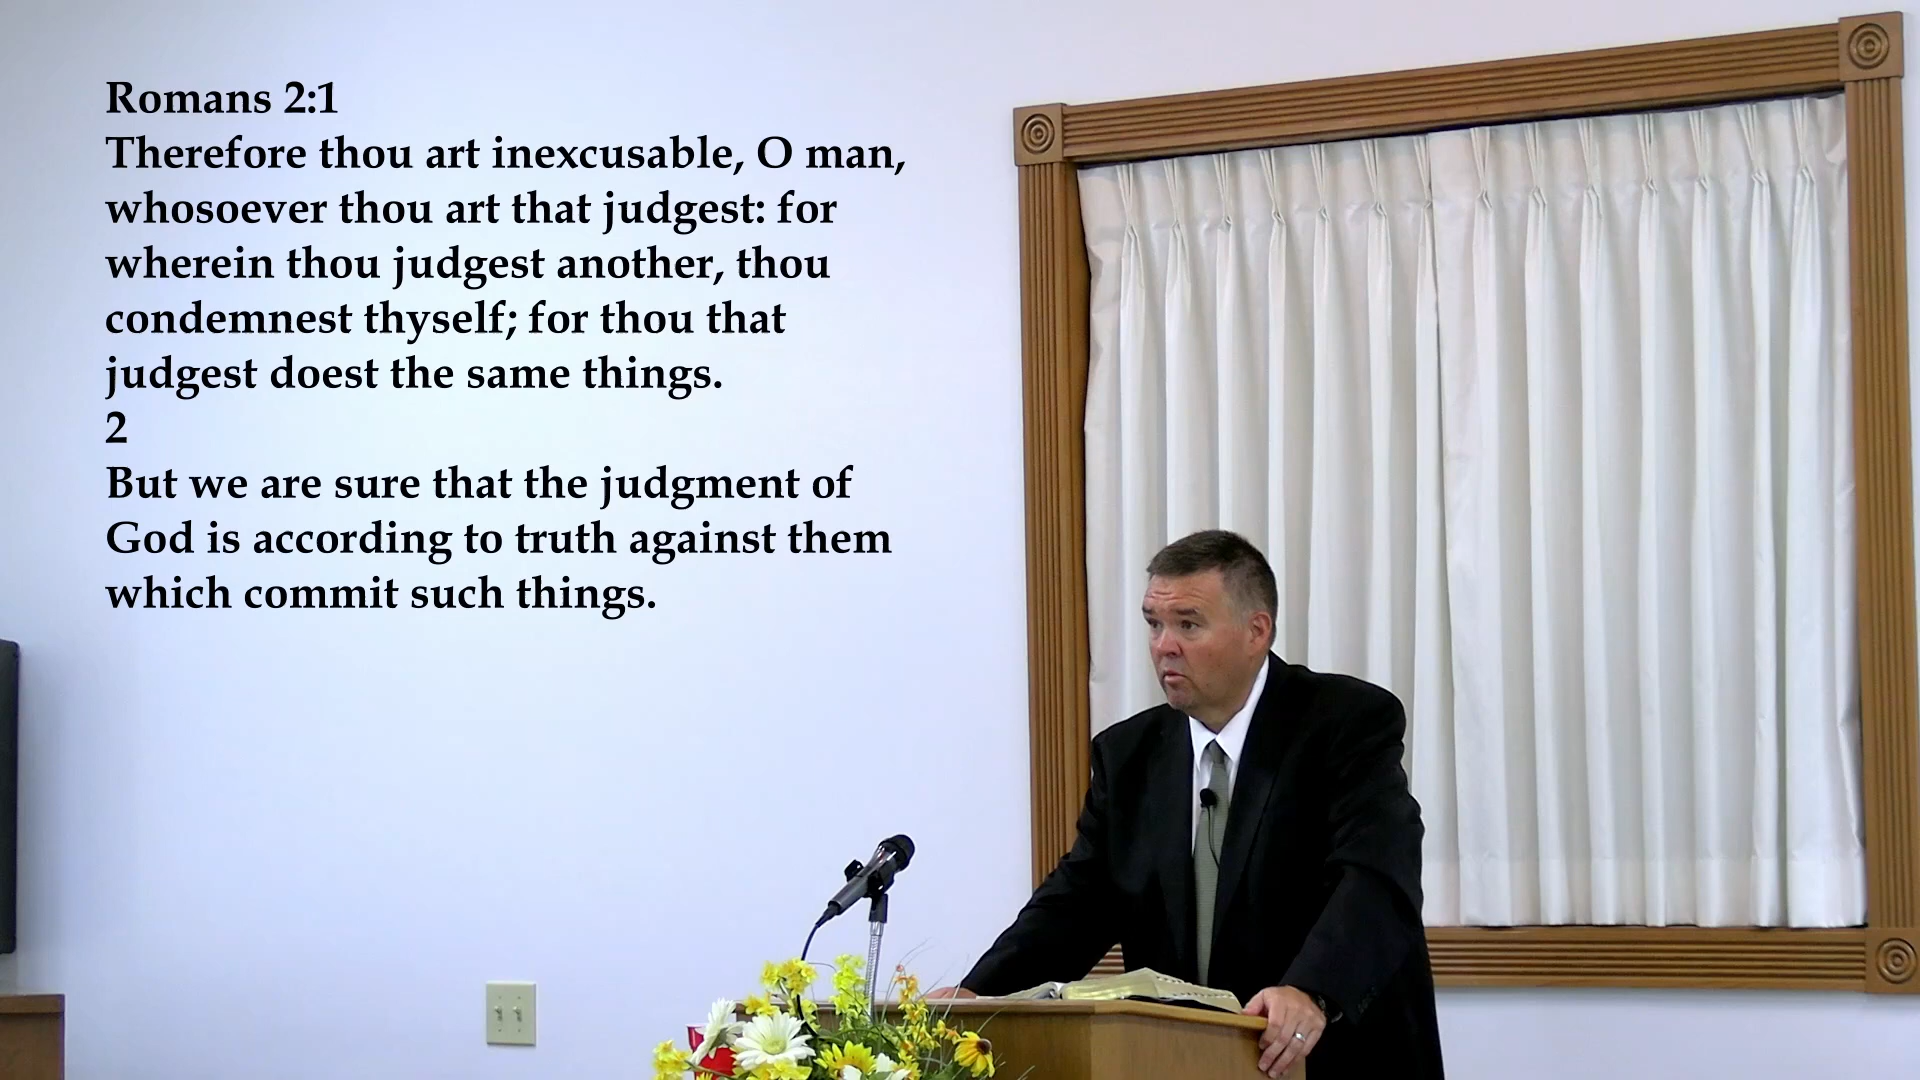 Romans 2:1
Therefore thou art inexcusable, O man,
whosoever thou art that judgest: for
wherein thou judgest another, thou
condemnest thyself; for thou that
judgest doest the same things.
2
But we are sure that the judgment of
God is according to truth against them
which commit such things.